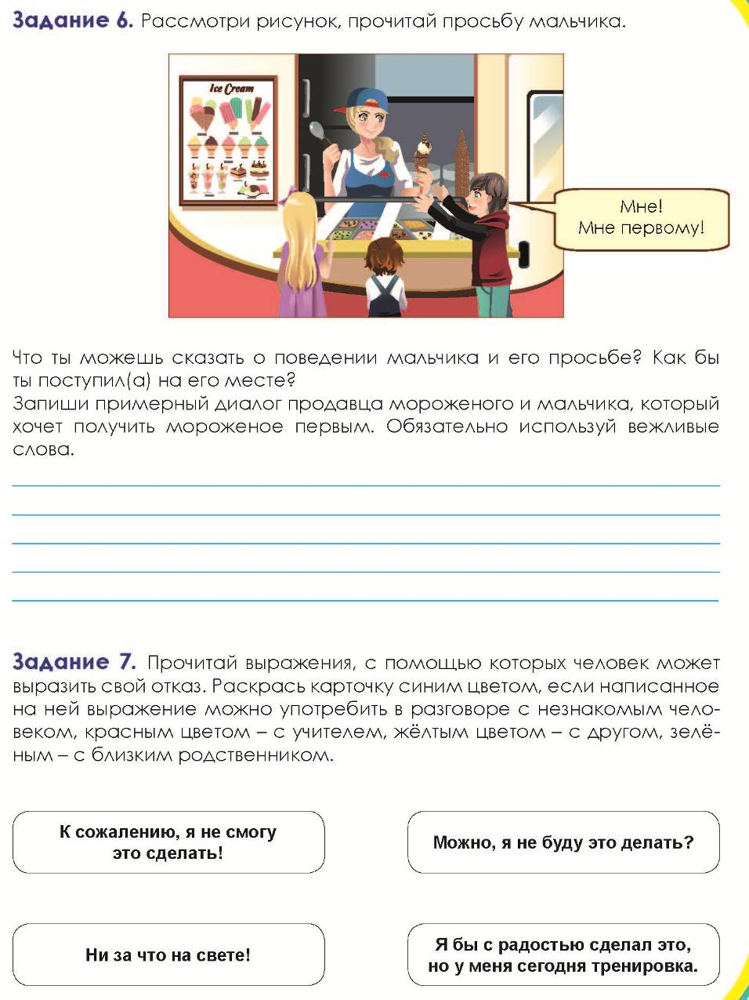 Задание 6. Рассмотри рисунок, прочитай просьбу мальчика.
Ice Cream
Мне!
Мне первому!
Что ты можешь сказать о поведении мальчика и его просьбе? Как бы
ты поступил(а) на его месте?
Запиши примерный диалог продавца мороженого и мальчика, который
хочет получить мороженое первым. Обязательно используй вежливые
слова.
Задание 7. Прочитай выражения, с помощью которых человек может
выразить свой отказ. Раскрась карточку синим цветом, если написанное
на ней выражение можно употребить в разговоре с незнакомым чело-
веком, красным цветом – с учителем, жёлтым цветом – с другом, зелё-
ным – с близким родственником.
К сожалению, я не смогу
это сделать!
Можно, я не буду это делать?
Ни за что на свете!
Я бы с радостью сделал это,
но у меня сегодня тренировка.